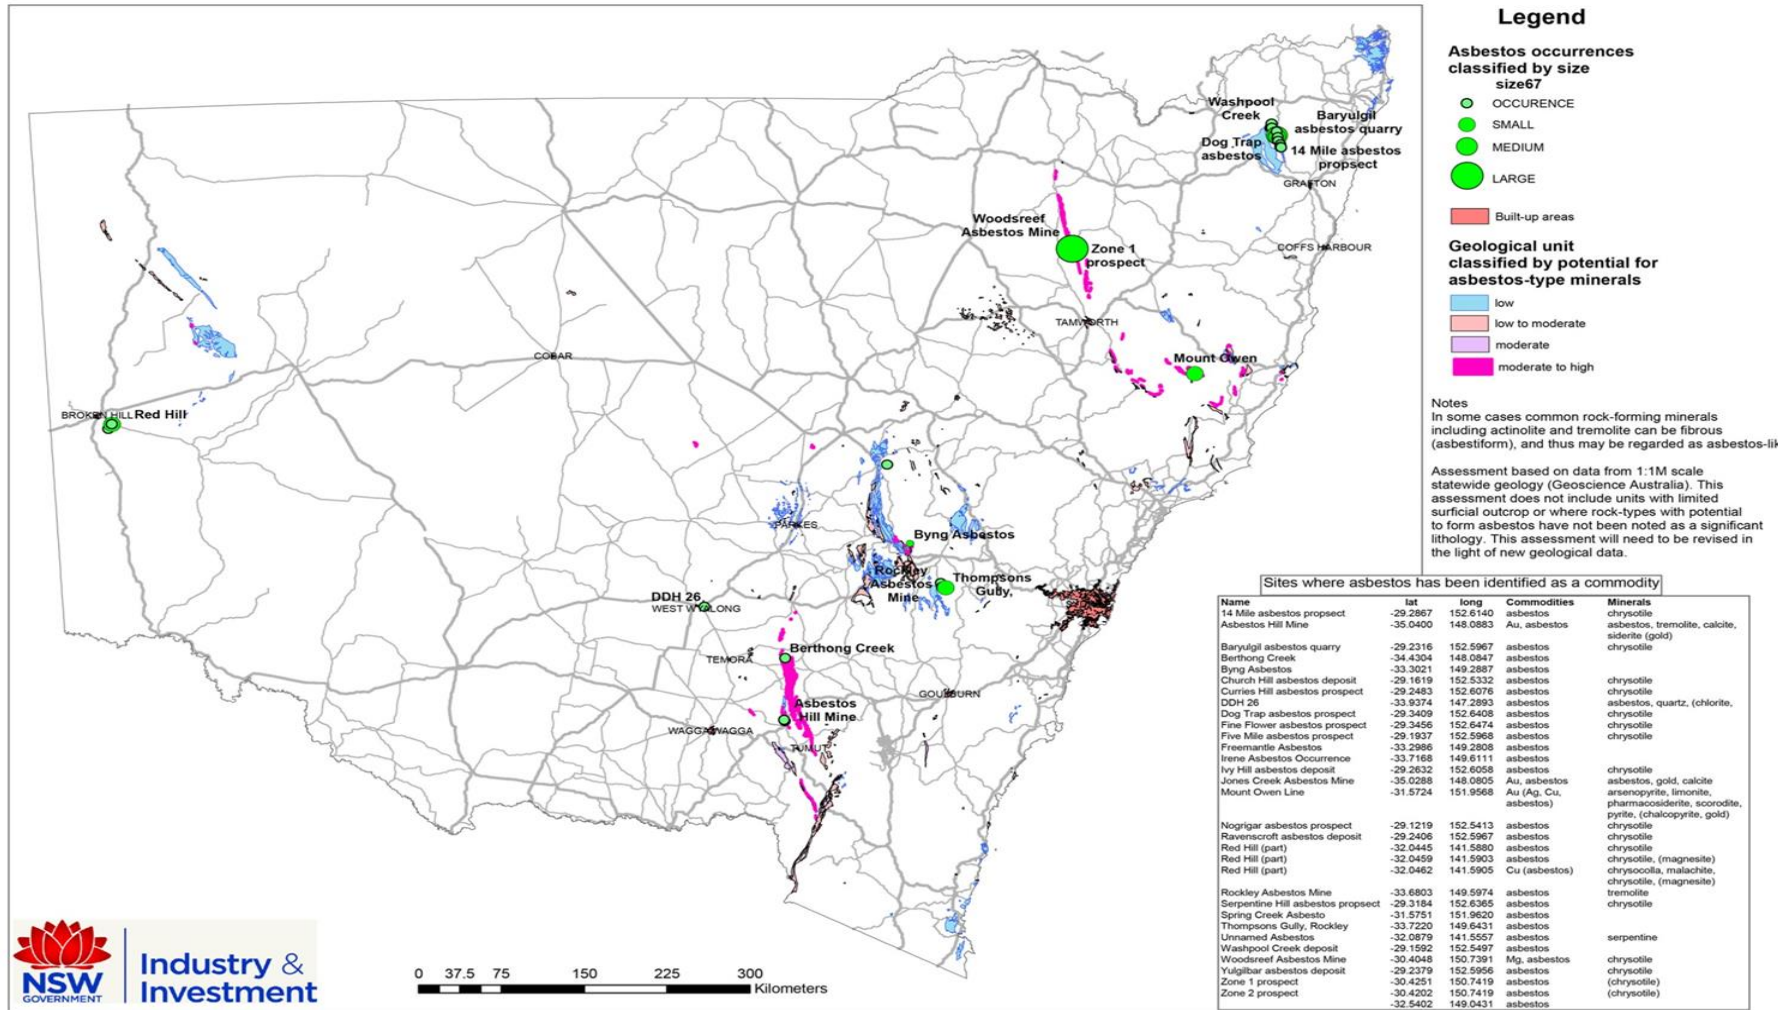 Legend
Asbestos occurrences
classified by size
size67
OCCURENCE
SMALL
MEDIUM
LARGE
Built-up areas
Geological unit
classified by potential for
asbestos-type minerals
low
low to moderate
moderate
moderate to high
Notes
In some cases common rock-forming minerals
including actinolite and tremolite can be fibrous
(asbestiform), and thus may be regarded as asbestos-lik
Assessment based on data from 1:1M scale
statewide geology (Geoscience Australia). This
assessment does not include units with limited
surficial outcrop or where rock-types with potential
to form asbestos have not been noted as a significant
lithology. This assessment will need to be revised in
the light of new geological data.
Washpool
Creek
Baryulgil
asbestos quarry
Dog Trap
asbestos
14 Mile asbestos
propsect
GRAFTON
Woodsreef
Asbestos Mine
Zone 1
prospect
COFFS HARBOUR
TAMWORTH
COBAR
Mount Owen
BROKEN HILL
Red Hill
PARKES
Byng Asbestos
Rockley
Asbestos
Mine
Thompsons
Gully,
DDH 26
WEST WYALONG
Berthong Creek
TEMORA
GOULBURN
Asbestos
Hill Mine
WAGGA WAGGA
TUMUT
NSW
GOVERNMENT
Industry &
Investment
0 37.5 75 150 225 300
Kilometers
Sites where asbestos has been identified as a commodity
Name lat long Commodities Minerals
14 Mile asbestos propsect -29.2867 152.6140 asbestos chrysotile
Asbestos Hill Mine -35.0400 148.0883 Au, asbestos asbestos, tremolite, calcite,
siderite (gold)
Baryulgil asbestos quarry -29.2316 152.5967 asbestos chrysotile
Berthong Creek -34.4304 148.0847 asbestos
Byng Asbestos -33.3021 149.2887 asbestos
Church Hill asbestos deposit -29.1619 152.5332 asbestos chrysotile
Curries Hill asbestos prospect -29.2483 152.6076 asbestos chrysotile
DDH 26 -33.9374 147.2893 asbestos asbestos, quartz, (chlorite,
Dog Trap asbestos prospect -29.3409 152.6408 asbestos chrysotile
Fine Flower asbestos prospect -29.3456 152.6474 asbestos chrysotile
Five Mile asbestos prospect -29.1937 152.5968 asbestos chrysotile
Freemantle Asbestos -33.2986 149.2808 asbestos
Irene Asbestos Occurrence -33.7168 149.6111 asbestos
Ivy Hill asbestos deposit -29.2632 152.6058 asbestos chrysotile
Jones Creek Asbestos Mine -35.0288 148.0805 Au, asbestos asbestos, gold, calcite
Mount Owen Line -31.5724 151.9568 Au (Ag, Cu, arsenopyrite, limonite,
asbestos) pharmacosiderite, scorodite,
pyrite, (chalcopyrite, gold)
Nogrigar asbestos prospect -29.1219 152.5413 asbestos chrysotile
Ravenscroft asbestos deposit -29.2406 152.5967 asbestos chrysotile
Red Hill (part) -32.0445 141.5880 asbestos chrysotile
Red Hill (part) -32.0459 141.5903 asbestos chrysotile, (magnesite)
Red Hill (part) -32.0462 141.5905 Cu (asbestos) chrysocolla, malachite,
chrysotile, (magnesite)
Rockley Asbestos Mine -33.6803 149.5974 asbestos tremolite
Serpentine Hill asbestos propsect -29.3184 152.6365 asbestos chrysotile
Spring Creek Asbesto -31.5751 151.9620 asbestos
Thompsons Gully, Rockley -33.7220 149.6431 asbestos
Unnamed Asbestos -32.0879 141.5557 asbestos serpentine
Washpool Creek deposit -29.1592 152.5497 asbestos
Woodsreef Asbestos Mine -30.4048 150.7391 Mg, asbestos chrysotile
Yulgilbar asbestos deposit -29.2379 152.5956 asbestos chrysotile
Zone 1 prospect -30.4251 150.7419 asbestos (chrysotile)
Zone 2 prospect -30.4202 150.7419 asbestos (chrysotile)
-32.5402 149.0431 asbestos